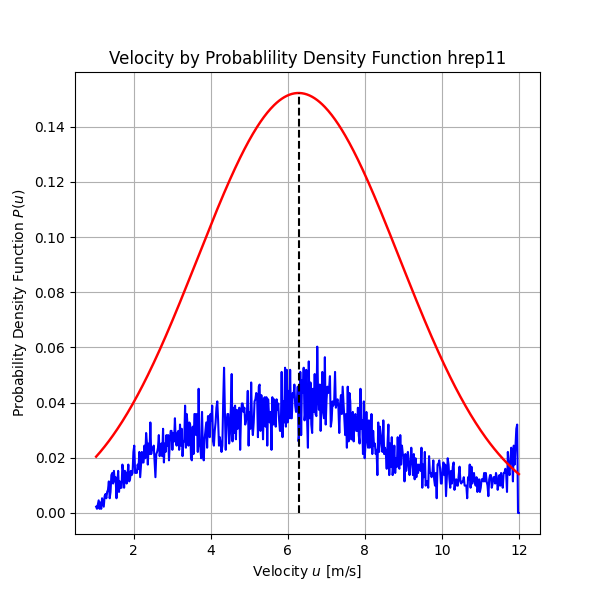 Velocity by Probablility Density Function hrep11
0.14
0.12
0.10
0.08
0.06
0.04
0.02
0.00
Probability Density Function P(u)
2 4 6 8 10 12
Velocity u [m/s]